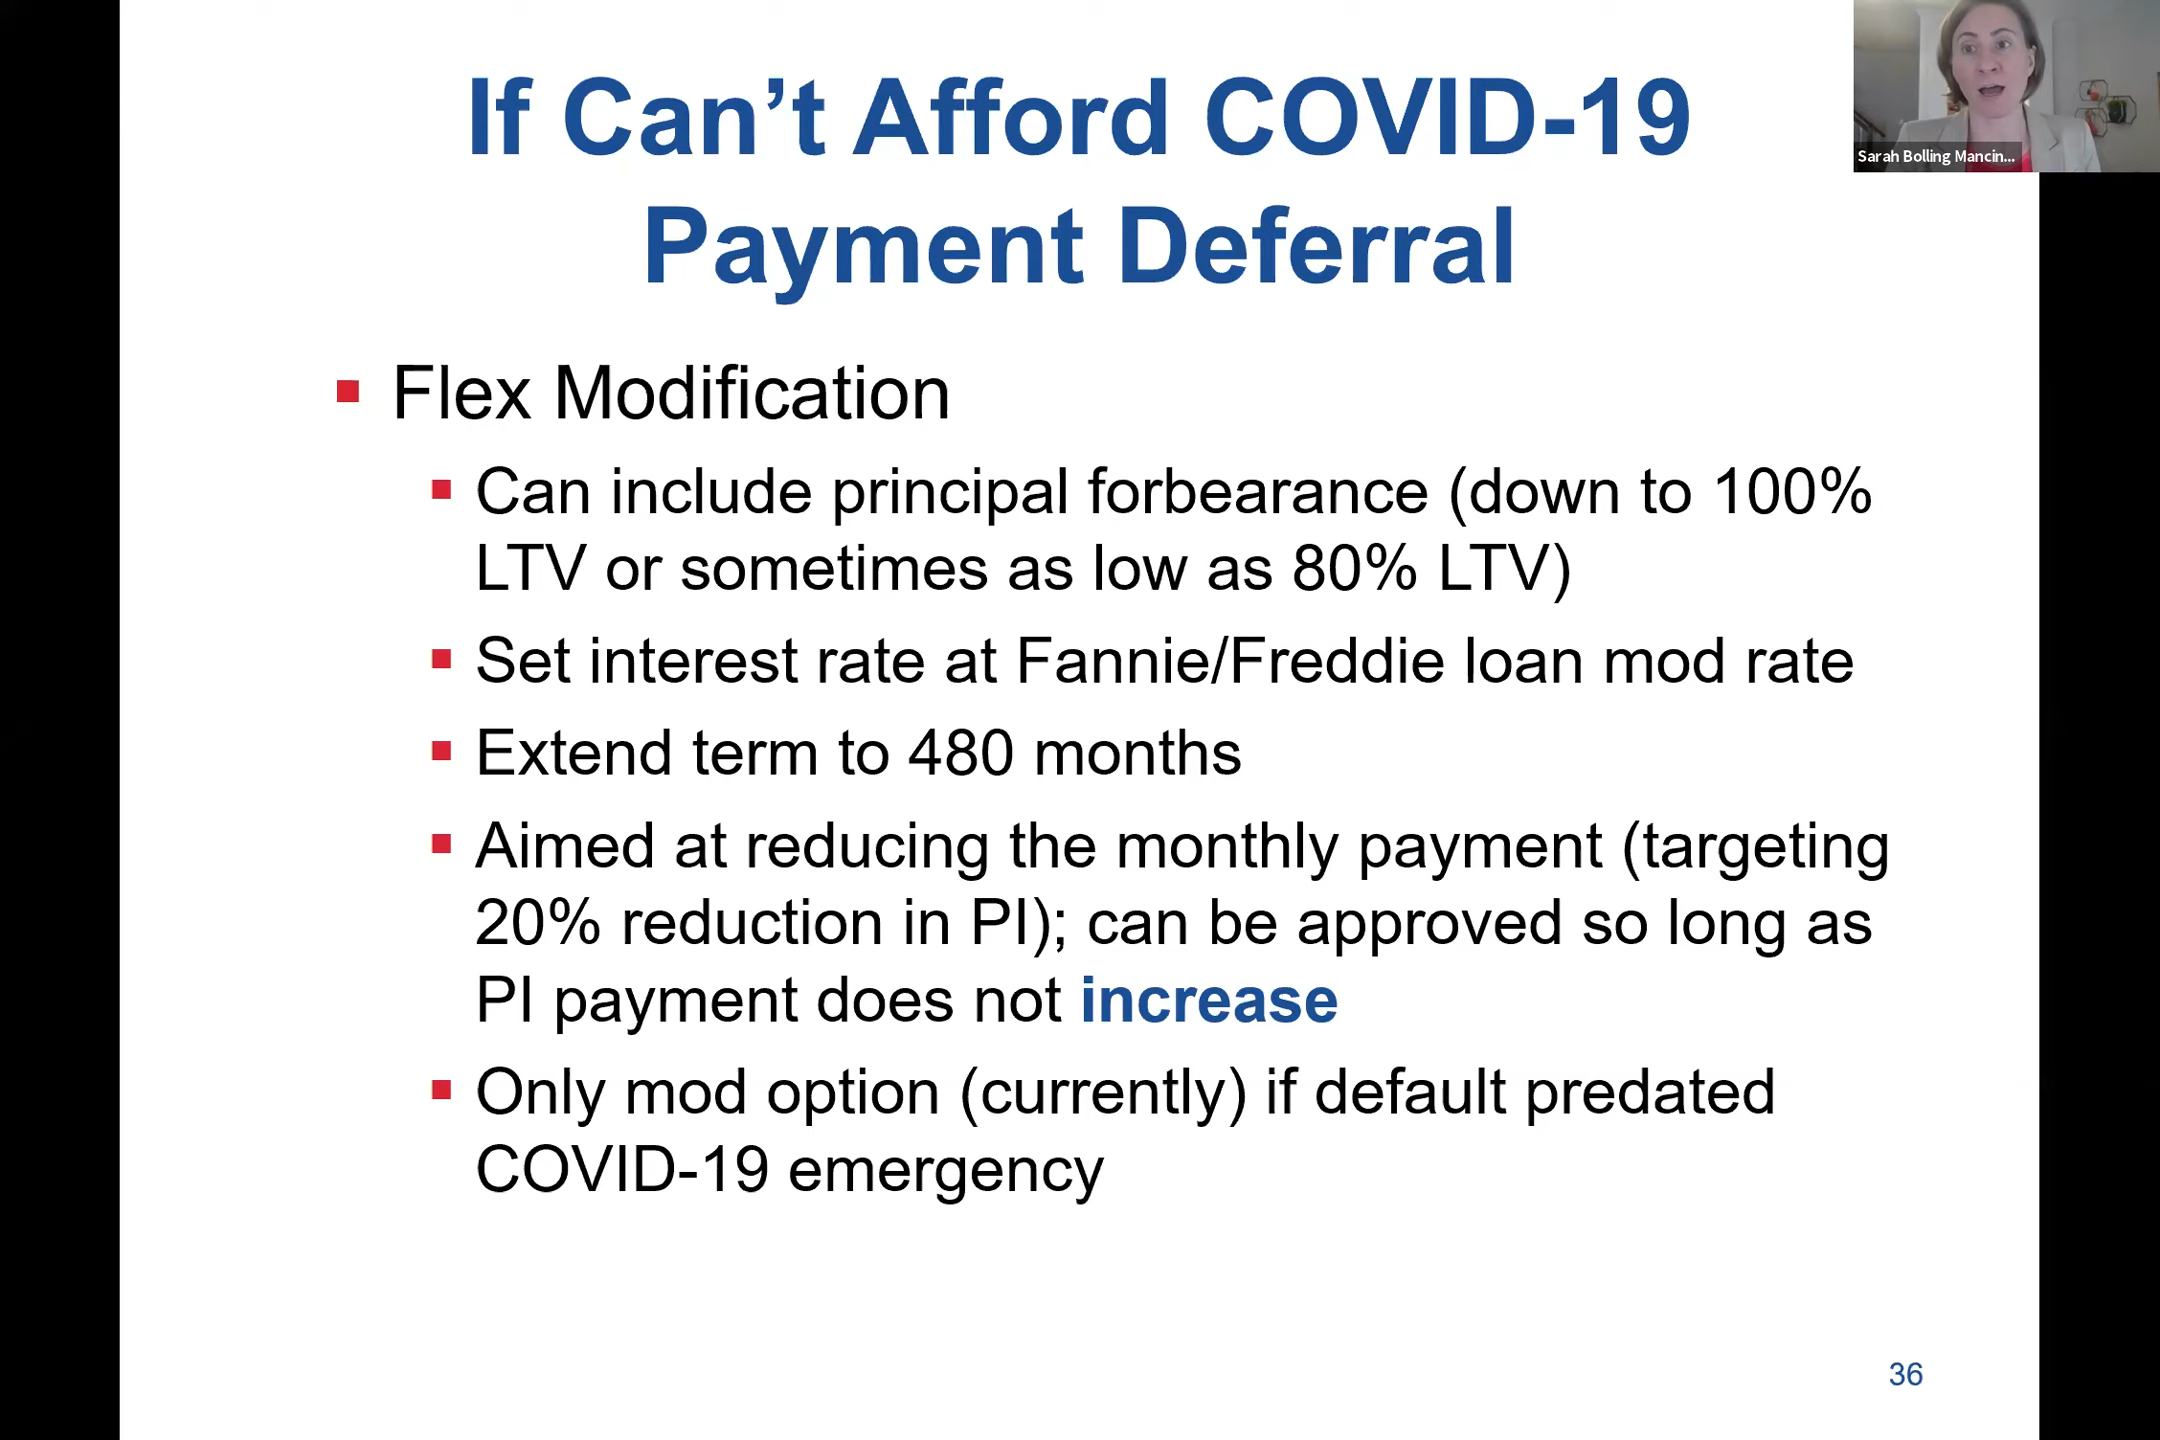 If Can’t Afford COVID-19
Payment Deferral
Sarah Bolling Mancin...
▪ Flex Modification
▪ Can include principal forbearance (down to 100%
LTV or sometimes as low as 80% LTV)
▪ Set interest rate at Fannie/Freddie loan mod rate
▪ Extend term to 480 months
▪ Aimed at reducing the monthly payment (targeting
20% reduction in PI); can be approved so long as
PI payment does not increase
▪ Only mod option (currently) if default predated
COVID-19 emergency
36